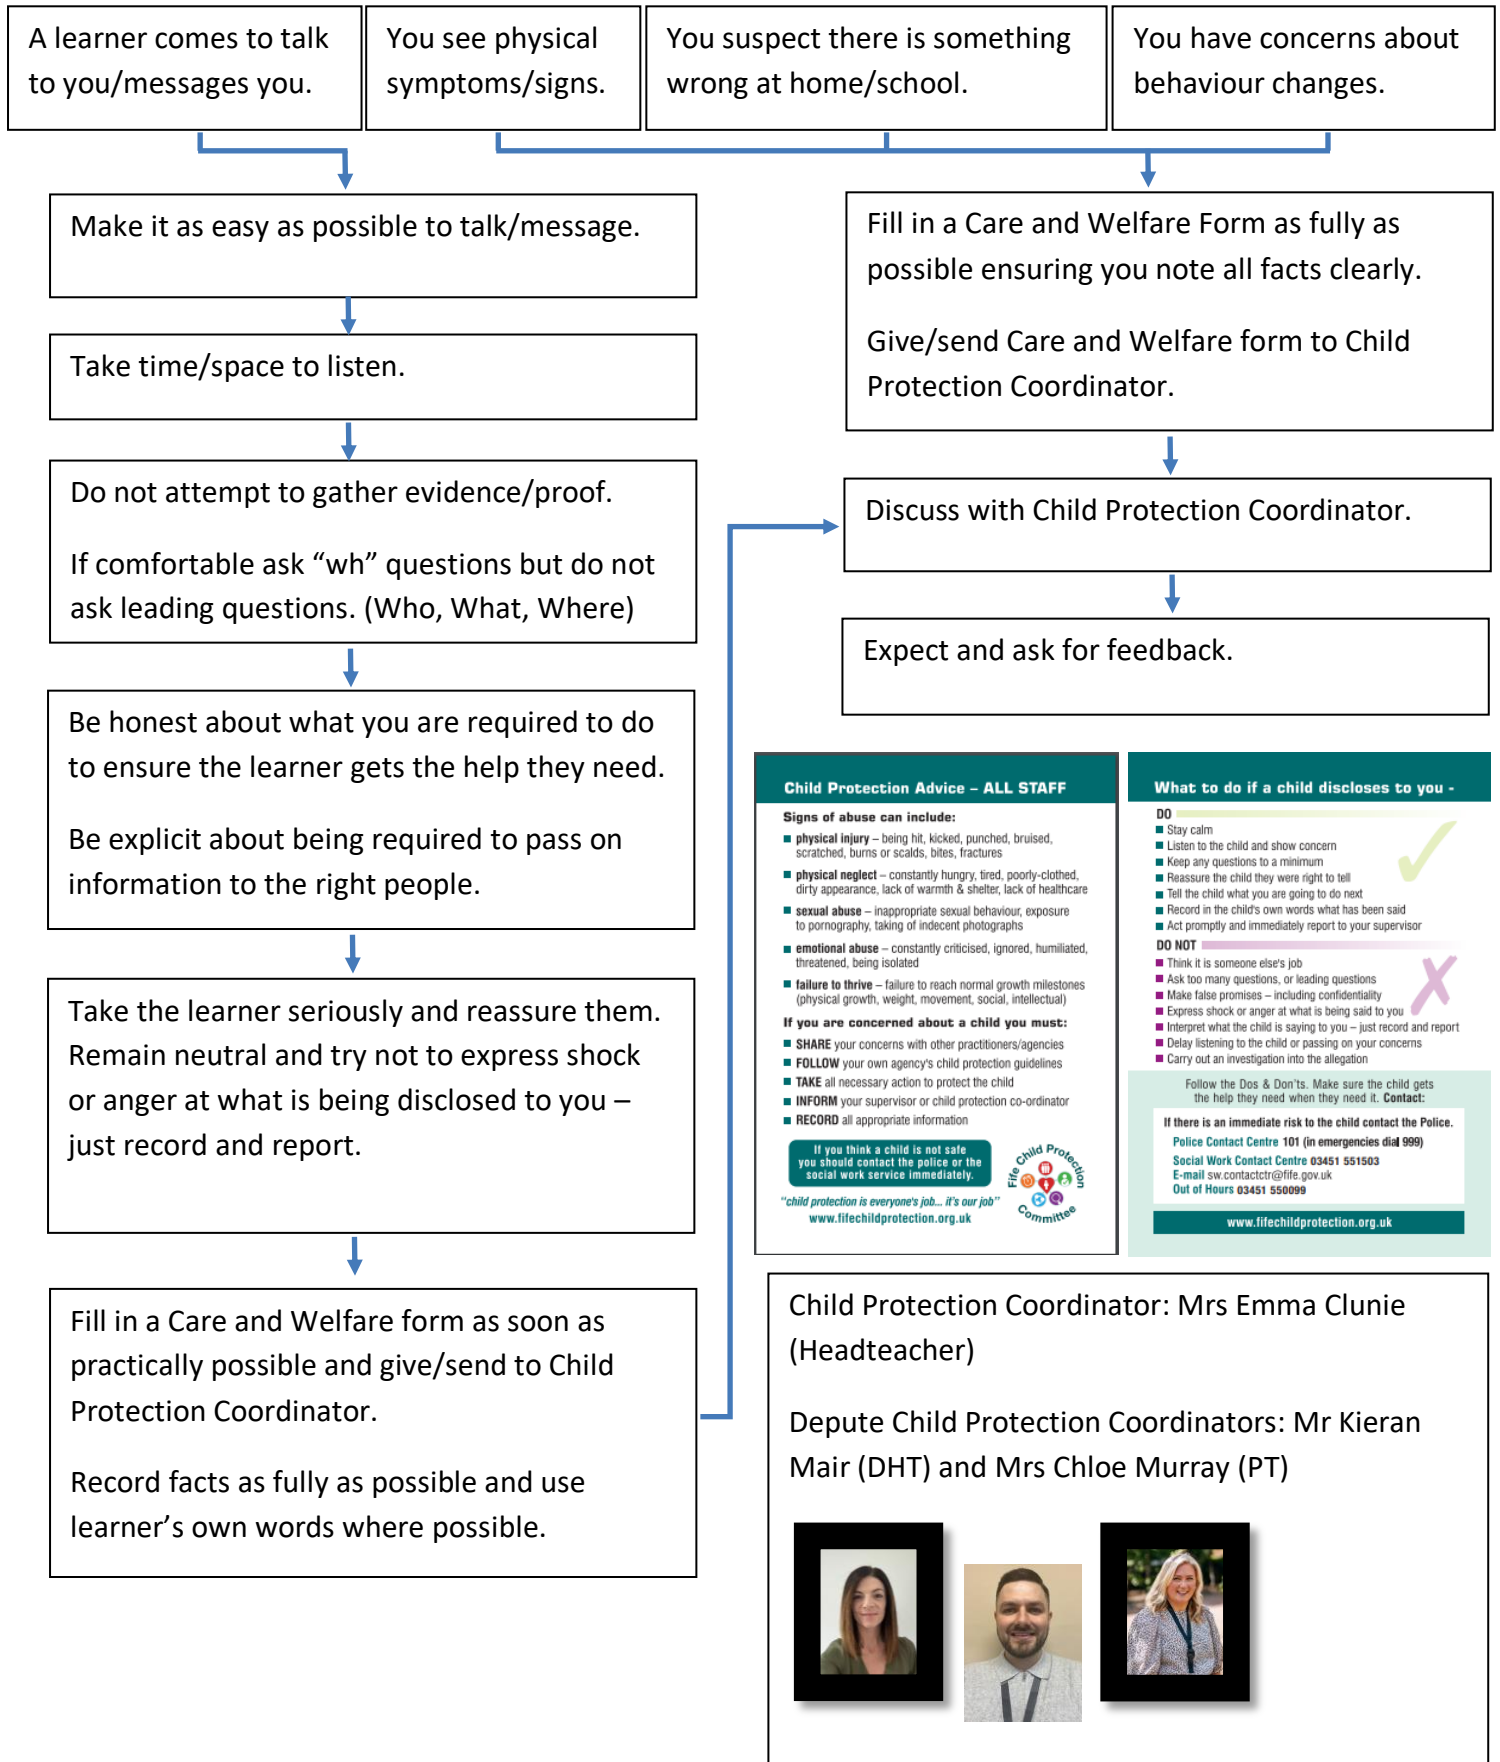 A learner comes to talk
to you/messages you.
You see physical
symptoms/signs.
You suspect there is something
wrong at home/school.
You have concerns about
behaviour changes.
Make it as easy as possible to talk/message.
Take time/space to listen.
Do not attempt to gather evidence/proof.
If comfortable ask “wh” questions but do not
ask leading questions. (Who, What, Where)
Be honest about what you are required to do
to ensure the learner gets the help they need.
Be explicit about being required to pass on
information to the right people.
Take the learner seriously and reassure them.
Remain neutral and try not to express shock
or anger at what is being disclosed to you –
just record and report.
Fill in a Care and Welfare form as soon as
practically possible and give/send to Child
Protection Coordinator.
Record facts as fully as possible and use
learner’s own words where possible.
Fill in a Care and Welfare Form as fully as
possible ensuring you note all facts clearly.
Give/send Care and Welfare form to Child
Protection Coordinator.
Discuss with Child Protection Coordinator.
Expect and ask for feedback.
Child Protection Advice – ALL STAFF
Signs of abuse can include:
physical injury – being hit, kicked, punched, bruised,
scratched, burns or scalds, bites, fractures
physical neglect – constantly hungry, tired, poorly-clothed,
dirty appearance, lack of warmth & shelter, lack of healthcare
sexual abuse – inappropriate sexual behaviour, exposure
to pornography, taking of indecent photographs
emotional abuse – constantly criticised, ignored, humiliated,
threatened, being isolated
failure to thrive – failure to reach normal growth milestones
(physical growth, weight, movement, social, intellectual)
If you are concerned about a child you must:
SHARE your concerns with other practitioners/agencies
FOLLOW your own agency's child protection guidelines
TAKE all necessary action to protect the child
INFORM your supervisor or child protection co-ordinator
RECORD all appropriate information
If you think a child is not safe
you should contact the police or the
social work service immediately.
"child protection is everyone's job... it's our job"
www.fifechildprotection.org.uk
Fife Child Protection
Committee
What to do if a child discloses to you -
DO
Stay calm
Listen to the child and show concern
Keep any questions to a minimum
Reassure the child they were right to tell
Tell the child what you are going to do next
Record in the child's own words what has been said
Act promptly and immediately report to your supervisor
DO NOT
Think it is someone else's job
Ask too many questions, or leading questions
Make false promises – including confidentiality
Express shock or anger at what is being said to you
Interpret what the child is saying to you – just record and report
Delay listening to the child or passing on your concerns
Carry out an investigation into the allegation
Follow the Dos & Don'ts. Make sure the child gets
the help they need when they need it. Contact:
If there is an immediate risk to the child contact the Police.
Police Contact Centre 101 (in emergencies dial 999)
Social Work Contact Centre 03451 551503
E-mail sw.contactctr@fife.gov.uk
Out of Hours 03451 550099
www.fifechildprotection.org.uk
Child Protection Coordinator: Mrs Emma Clunie
(Headteacher)
Depute Child Protection Coordinators: Mr Kieran
Mair (DHT) and Mrs Chloe Murray (PT)